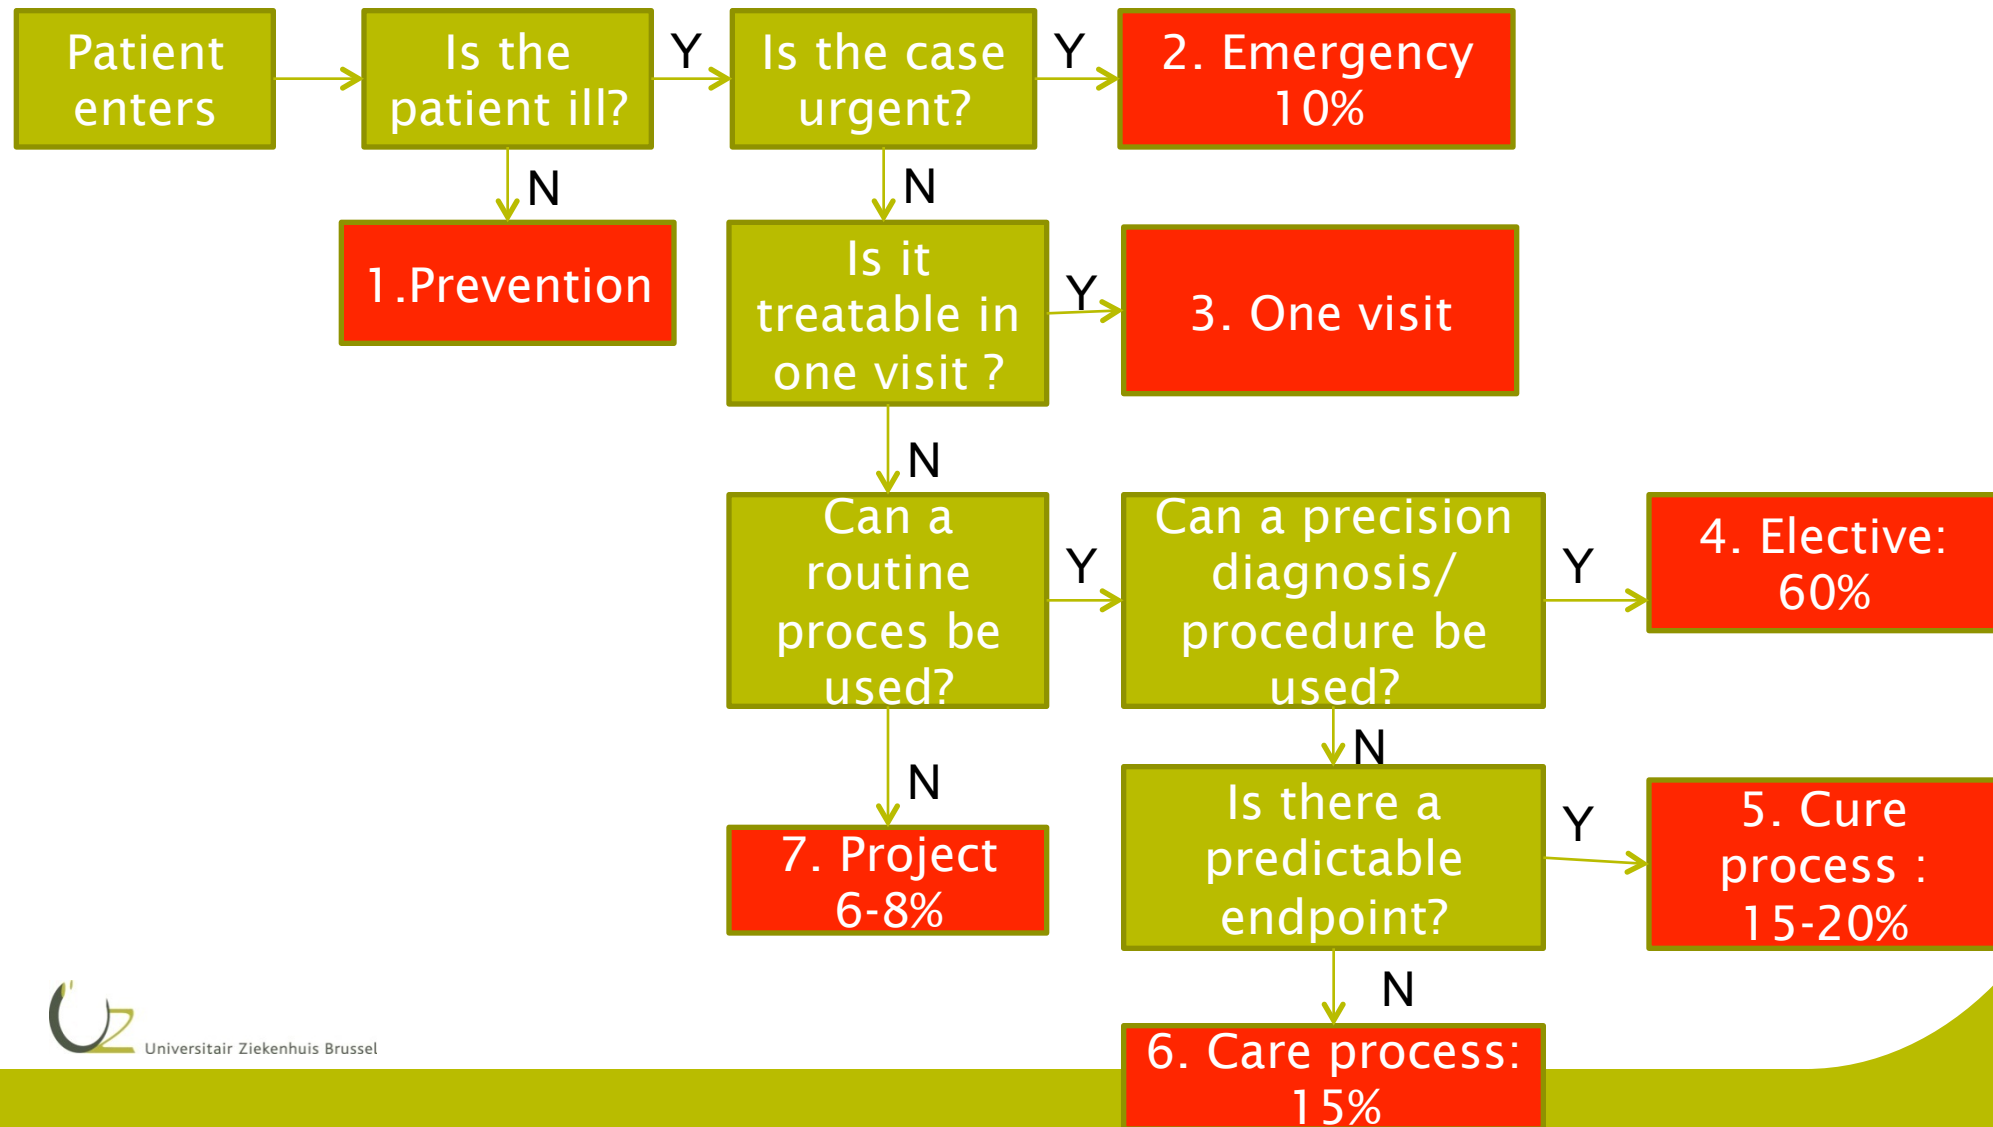 Patient
enters
Is the
patient ill?
Y
Is the case
urgent?
Y
2. Emergency
10%
N
N
1.Prevention
Is it
treatable in
one visit ?
Y
3. One visit
N
Can a
routine
proces be
used?
Y
Can a precision
diagnosis/
procedure be
used?
Y
4. Elective:
60%
N
N
7. Project
6-8%
Is there a
predictable
endpoint?
Y
5. Cure
process :
15-20%
N
6. Care process:
15%
UZ
Universitair Ziekenhuis Brussel